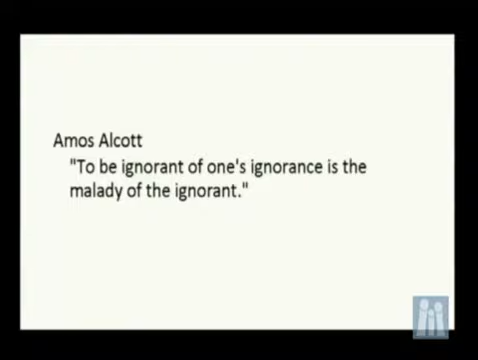 Amos Alcott
"To be ignorant of one's ignorance is the
malady of the ignorant."